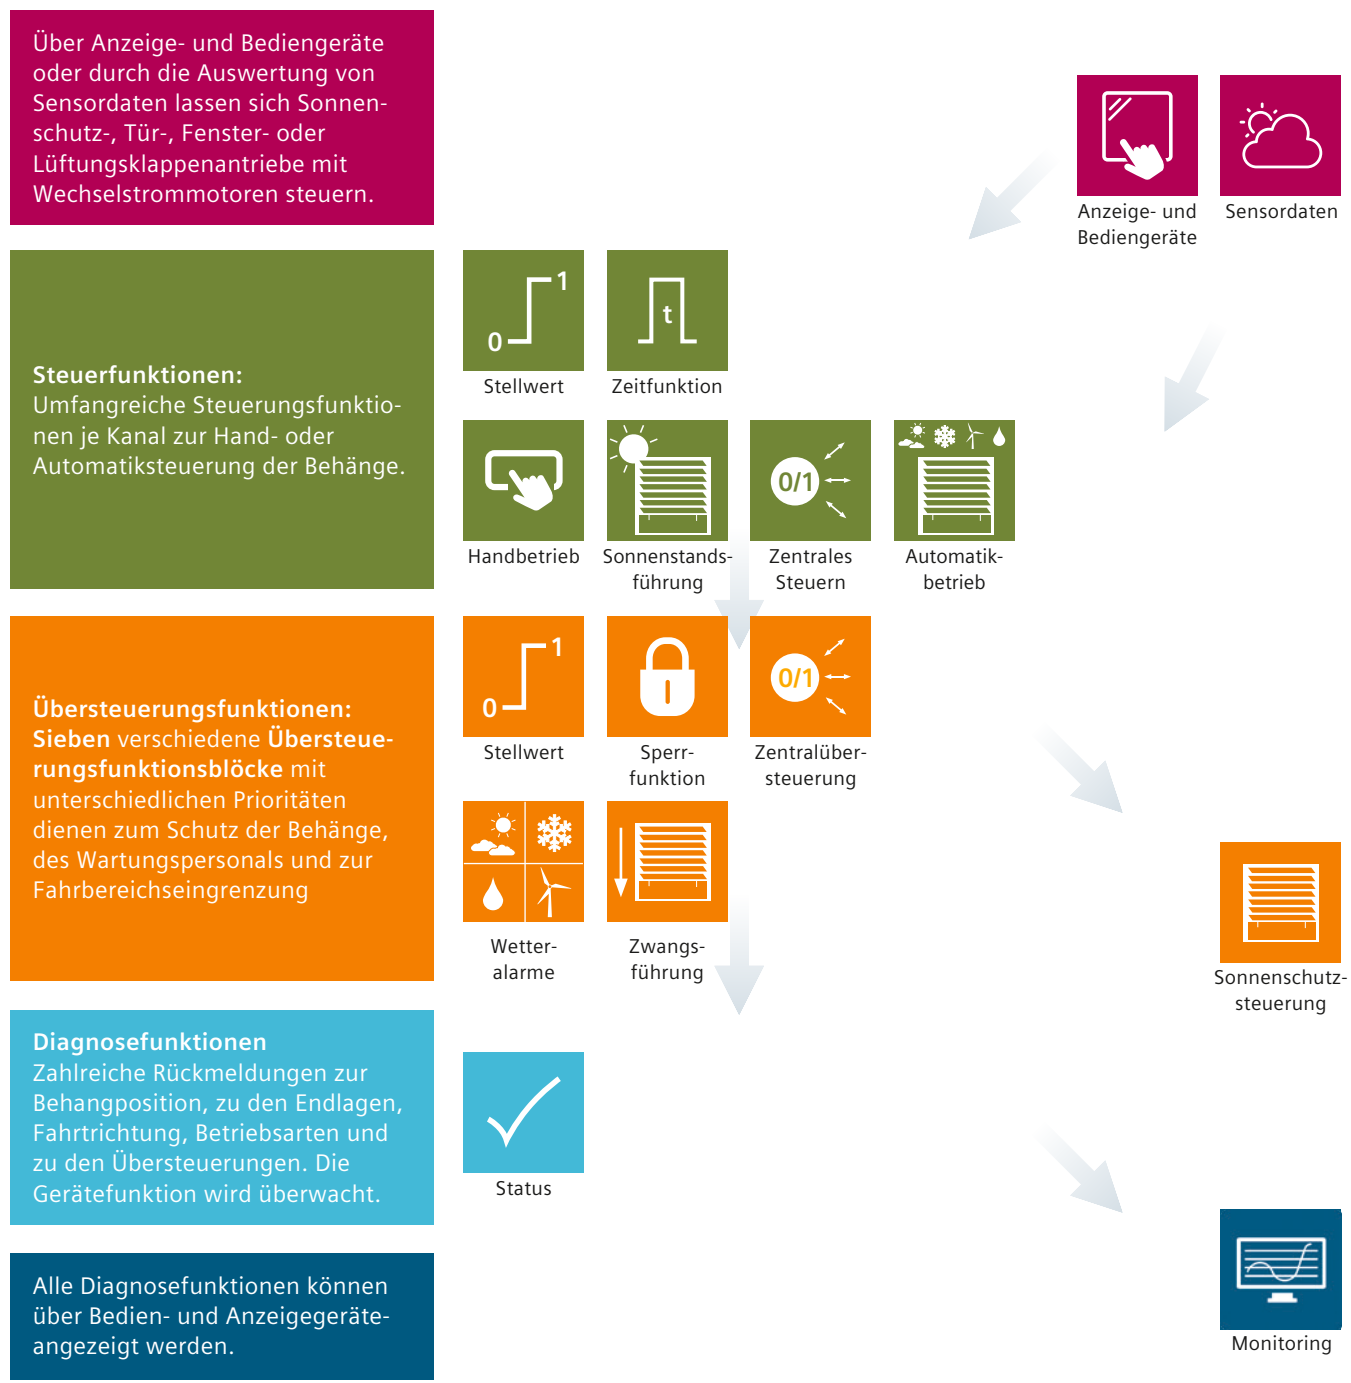 Über Anzeige- und Bediengeräte
oder durch die Auswertung von
Sensordaten lassen sich Sonnen-
schutz-, Tür-, Fenster- oder
Lüftungsklappenantriebe mit
Wechselstrommotoren steuern.
Anzeige- und
Bediengeräte
Sensordaten
Steuerfunktionen:
Umfangreiche Steuerungsfunktio-
nen je Kanal zur Hand- oder
Automatiksteuerung der Behänge.
0 1
Stellwert
t
Zeitfunktion
Handbetrieb
Sonnenstands-
führung
0/1
Zentrales
Steuern
Automatik-
betrieb
Übersteuerungsfunktionen:
Sieben verschiedene Übersteue-
rungsfunktionsblöcke mit
unterschiedlichen Prioritäten
dienen zum Schutz der Behänge,
des Wartungspersonals und zur
Fahrbereichseingrenzung
0 1
Stellwert
Sperr-
funktion
0/1
Zentralüber-
steuerung
Wetter-
alarme
Zwangs-
führung
Sonnenschutz-
steuerung
Diagnosefunktionen
Zahlreiche Rückmeldungen zur
Behangposition, zu den Endlagen,
Fahrtrichtung, Betriebsarten und
zu den Übersteuerungen. Die
Gerätefunktion wird überwacht.
Status
Alle Diagnosefunktionen können
über Bedien- und Anzeigegeräte-
angezeigt werden.
Monitoring